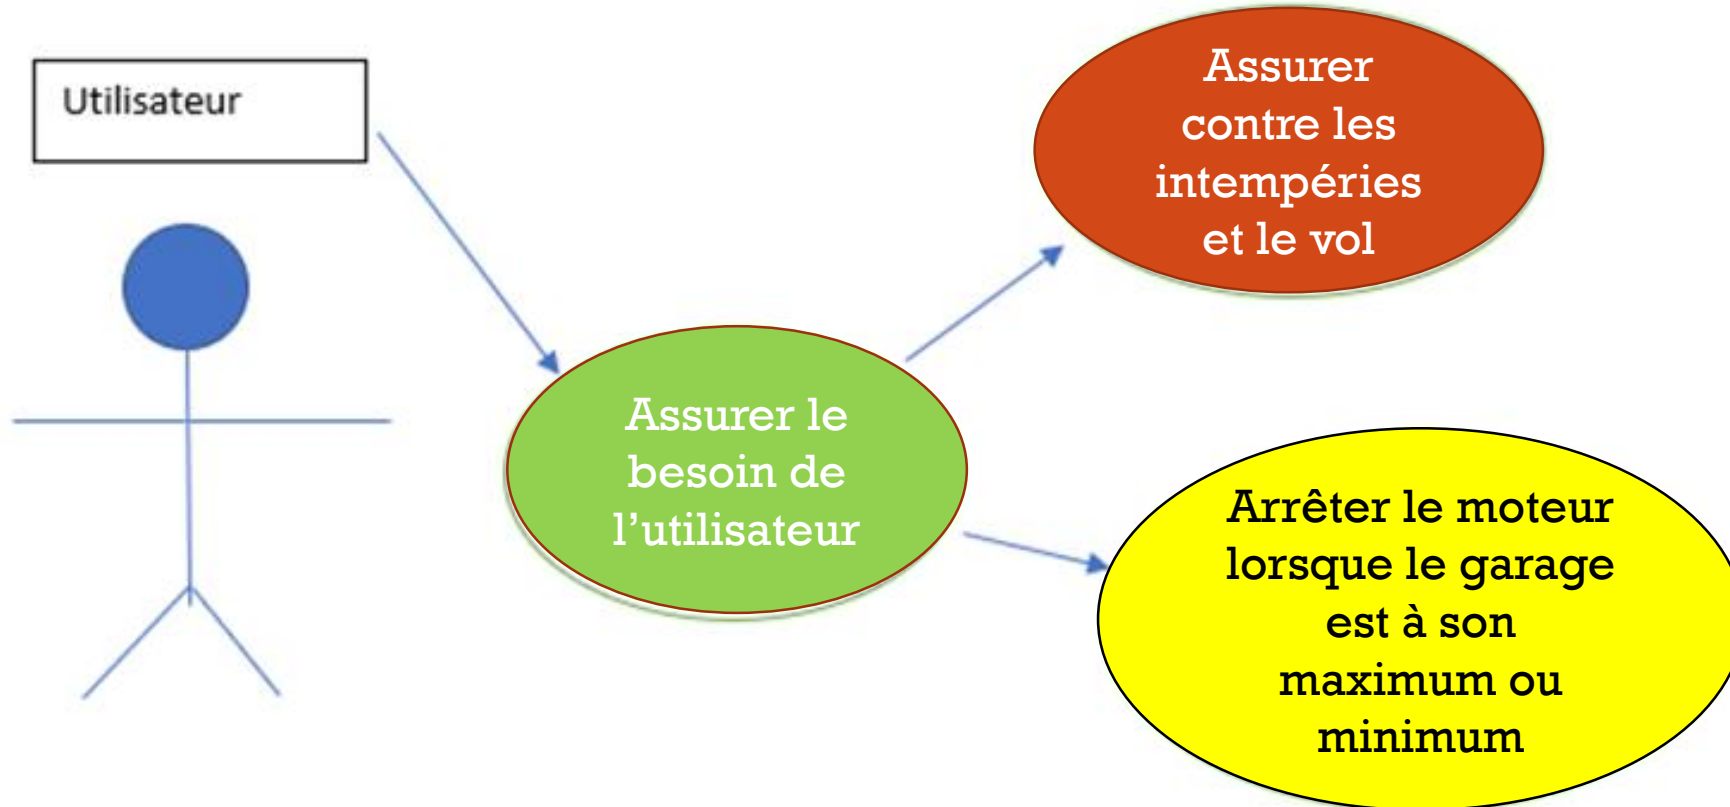 Utilisateur
Assurer
contre les
intempéries
et le vol
Assurer le
besoin de
l’utilisateur
Arrêter le moteur
lorsque le garage
est à son
maximum ou
minimum